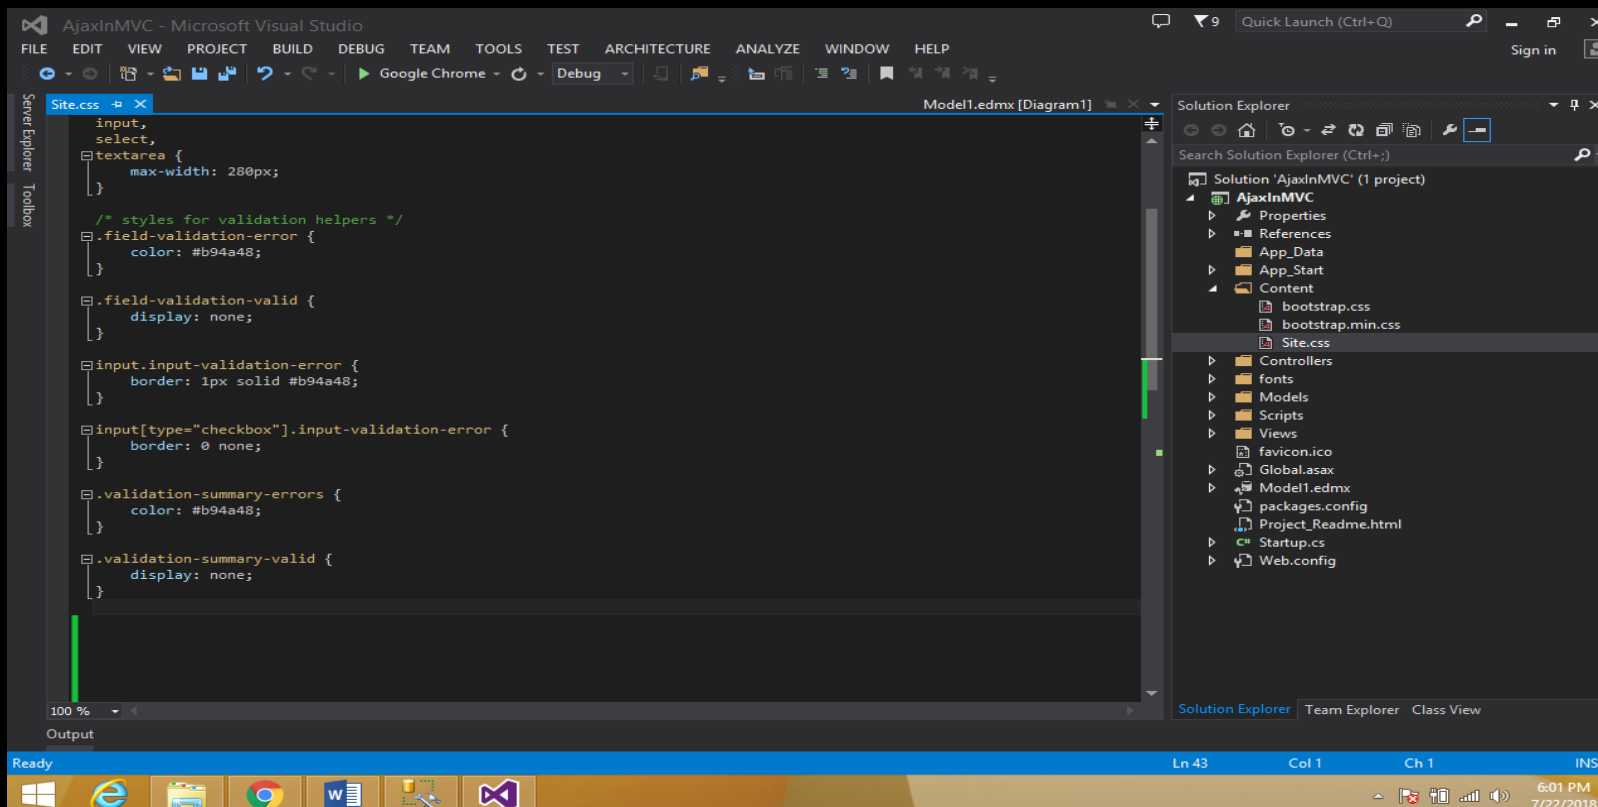 AjaxInMVC - Microsoft Visual Studio
9
Quick Launch (Ctrl+Q)
FILE EDIT VIEW PROJECT BUILD DEBUG TEAM TOOLS TEST ARCHITECTURE ANALYZE WINDOW HELP
Sign in
Google Chrome
Debug
Server Explorer
Toolbox
Site.css
Model1.edmx [Diagram1]
input,
select,
textarea {
max-width: 280px;
}
/* styles for validation helpers */
.field-validation-error {
color: #b94a48;
}
.field-validation-valid {
display: none;
}
input.input-validation-error {
border: 1px solid #b94a48;
}
input[type="checkbox"].input-validation-error {
border: 0 none;
}
.validation-summary-errors {
color: #b94a48;
}
.validation-summary-valid {
display: none;
}
100 %
Output
Solution Explorer
Search Solution Explorer (Ctrl+;)
Solution 'AjaxInMVC' (1 project)
AjaxInMVC
Properties
References
App_Data
App_Start
Content
bootstrap.css
bootstrap.min.css
Site.css
Controllers
fonts
Models
Scripts
Views
favicon.ico
Global.asax
Model1.edmx
packages.config
Project_Readme.html
Startup.cs
Web.config
Solution Explorer Team Explorer Class View
Ready
Ln 43 Col 1 Ch 1 INS
6:01 PM
7/22/2018